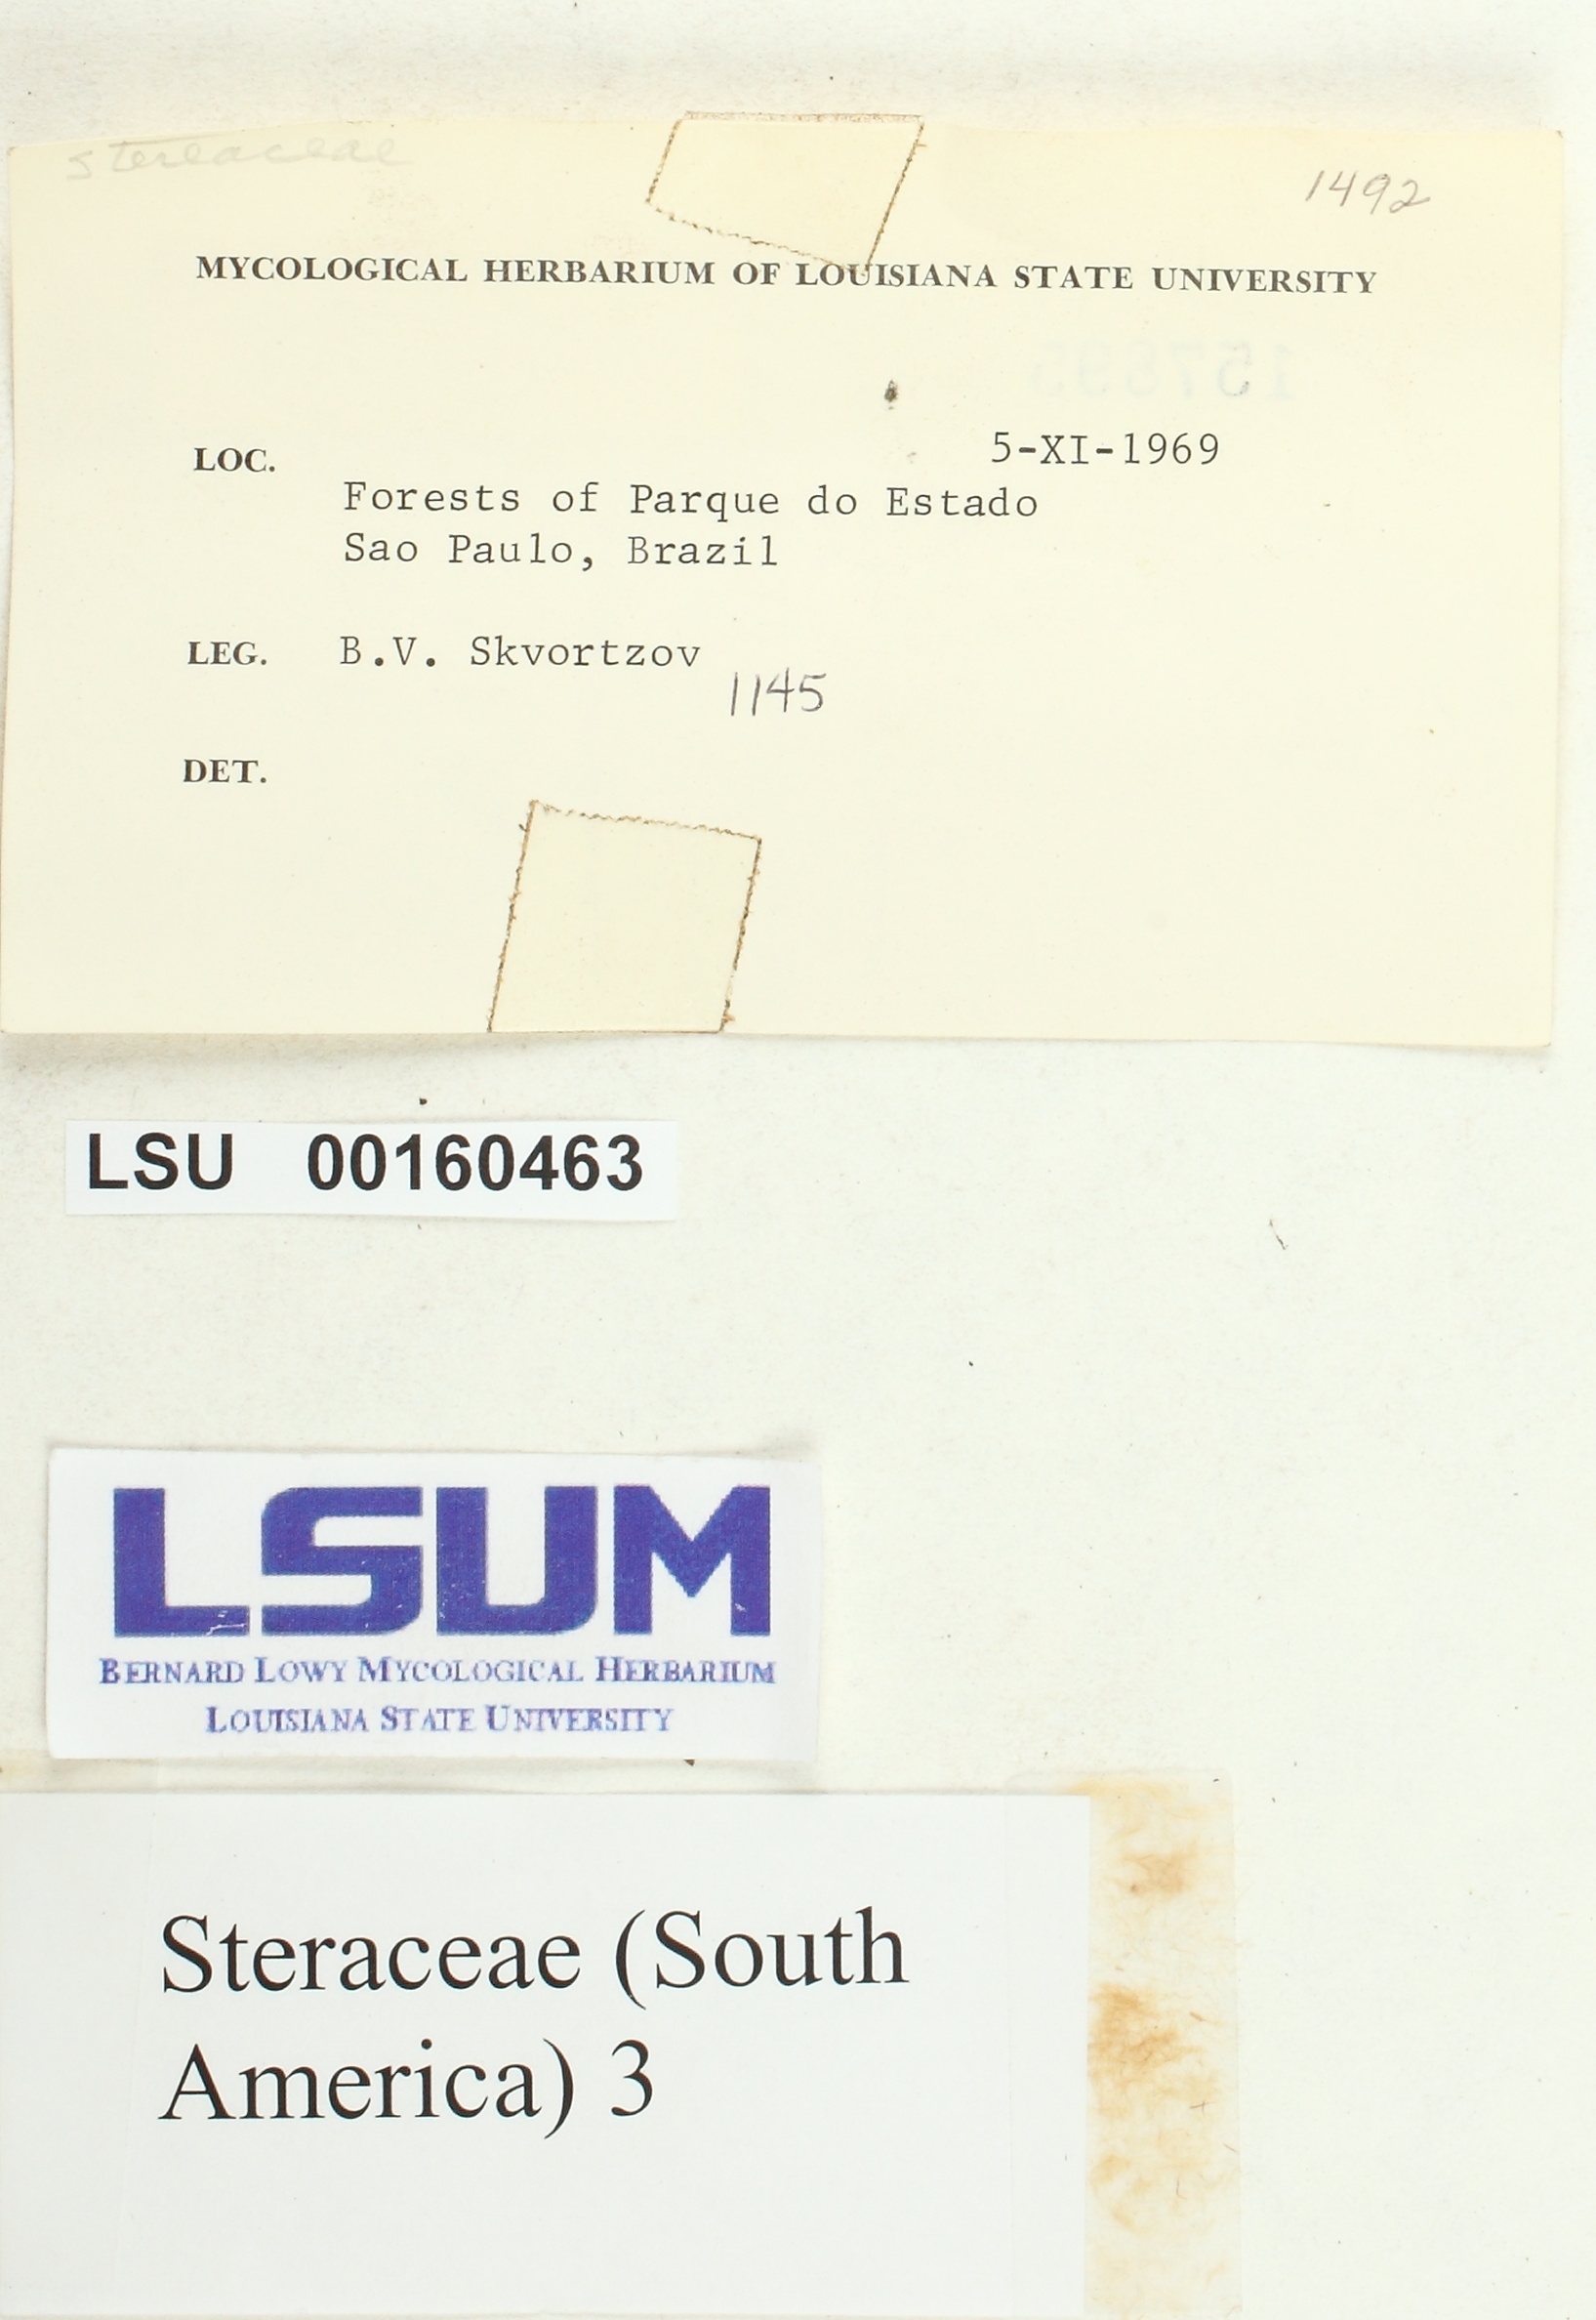 stereaceae
1492
MYCOLOGICAL HERBARIUM OF LOUISIANA STATE UNIVERSITY
5-XI-1969
LOC.
Forests of Parque do Estado
Sao Paulo, Brazil
LEG. B.V. Skvortzov
1145
DET.
LSU 00160463
LSUM
BERNARD LOWY MYCOLOGICAL HERBARIUM
LOUISIANA STATE UNIVERSITY
Steraceae (South
America) 3